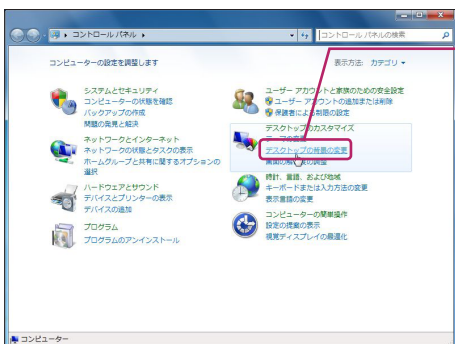 コントロール パネル
コントロール パネルの検索
コンピューターの設定を調整します
表示方法: カテゴリ
システムとセキュリティ
コンピューターの状態を確認
バックアップの作成
問題の発見と解決
ネットワークとインターネット
ネットワークの状態とタスクの表示
ホームグループと共有に関するオプションの
選択
ハードウェアとサウンド
デバイスとプリンターの表示
デバイスの追加
プログラム
プログラムのアンインストール
ユーザー アカウントと家族のための安全設定
ユーザー アカウントの追加または削除
保護者による制限の設定
デスクトップのカスタマイズ
テーマの変更
デスクトップの背景の変更
画面の解像度の調整
時計、言語、および地域
キーボードまたは入力方法の変更
表示言語の変更
コンピューターの簡単操作
設定の提案の表示
視覚ディスプレイの最適化
コンピューター